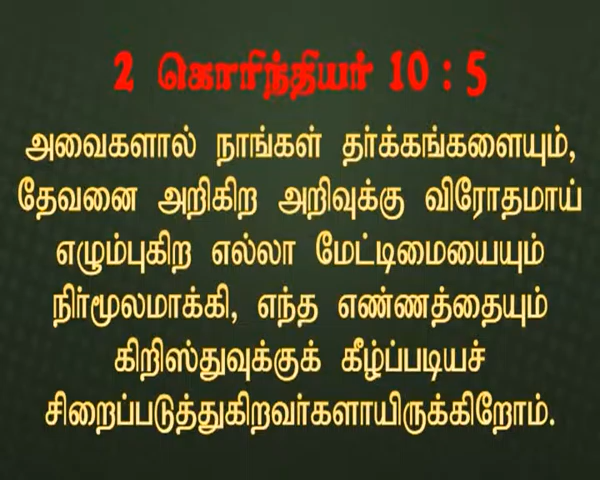 2 கொரிந்தியர் 10 : 5
அவைகளால் நாங்கள் தர்க்கங்களையும்,
தேவனை அறிகிற அறிவுக்கு விரோதமாய்
எழும்புகிற எல்லா மேட்டிமையையும்
நிர்மூலமாக்கி, எந்த எண்ணத்தையும்
கிறிஸ்துவுக்குக் கீழ்ப்படியச்
சிறைப்படுத்துகிறவர்களாயிருக்கிறோம்.